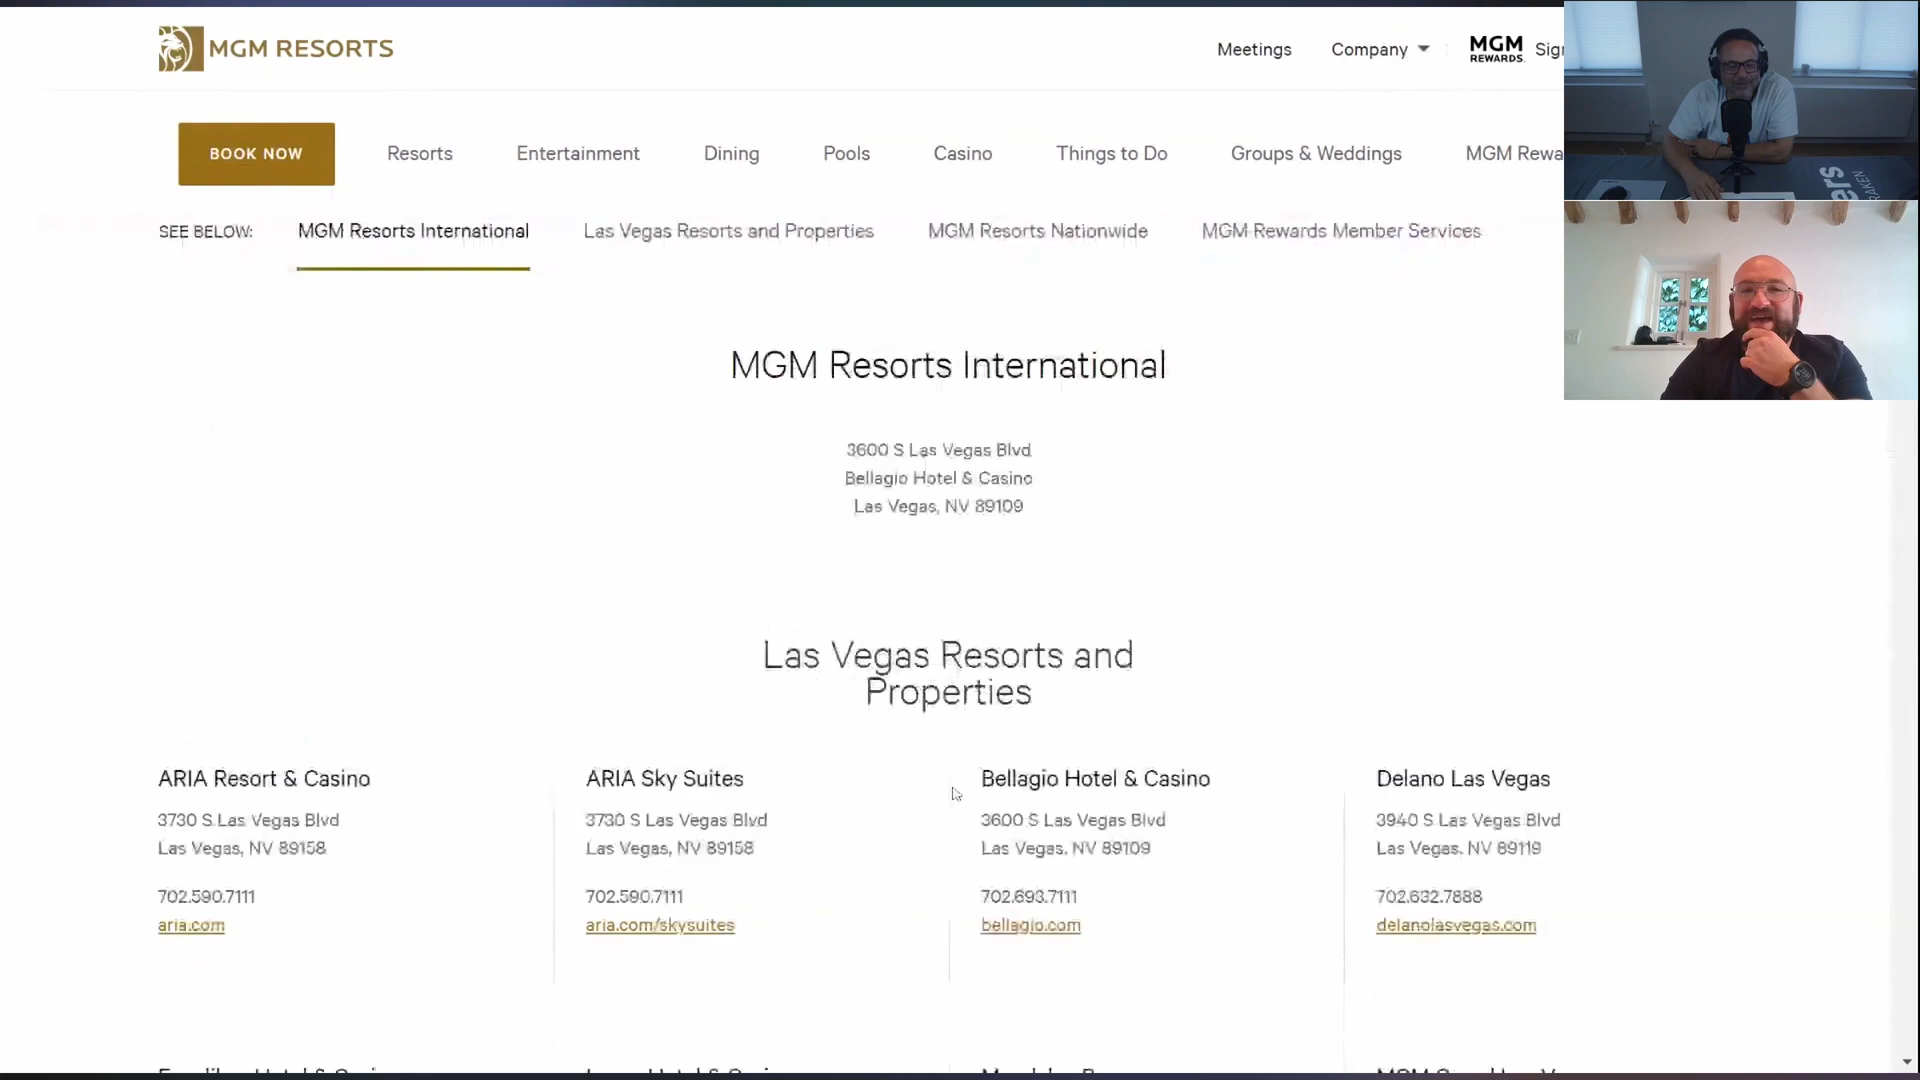 MGM RESORTS
Meetings
Company
MGM
REWARDS
BOOK NOW
Resorts
Entertainment
Dining
Pools
Casino
Things to Do
Groups & Weddings
MGM
SEE BELOW:
MGM Resorts International
Las Vegas Resorts and Properties
MGM Resorts Nationwide
MGM Rewards Member Services
MGM Resorts International
3600 S Las Vegas Blvd
Bellagio Hotel & Casino
Las Vegas, NV 89109
Las Vegas Resorts and
Properties
ARIA Resort & Casino
3730 S Las Vegas Blvd
Las Vegas, NV 89158
702.590.7111
aria.com
ARIA Sky Suites
3730 S Las Vegas Blvd
Las Vegas, NV 89158
702.590.7111
aria.com/skysuites
Bellagio Hotel & Casino
3600 S Las Vegas Blvd
Las Vegas, NV 89109
702.693.7111
bellagio.com
Delano Las Vegas
3940 S Las Vegas Blvd
Las Vegas, NV 89119
702.632.7888
delanolasvegas.com